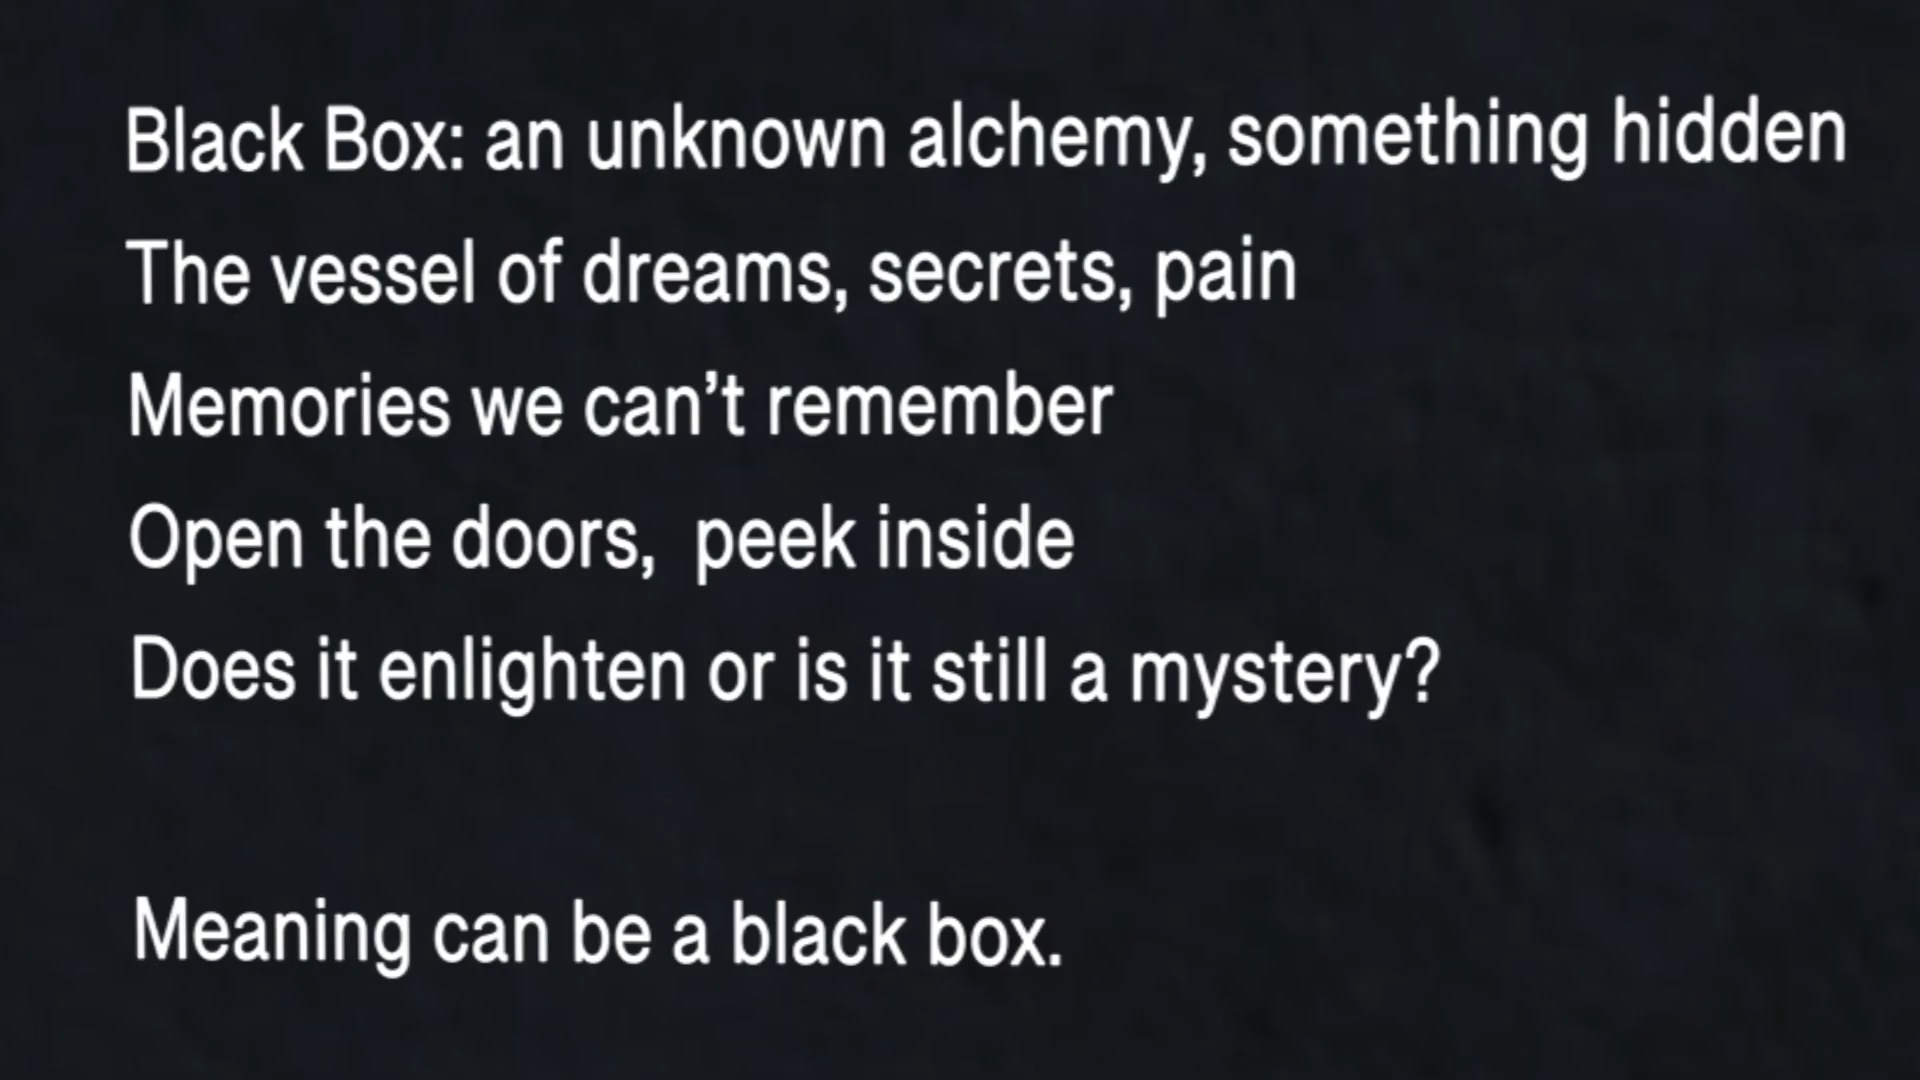 Black Box: an unknown alchemy, something hidden
The vessel of dreams, secrets, pain
Memories we can’t remember
Open the doors,  peek inside
Does it enlighten or is it still a mystery?
Meaning can be a black box.